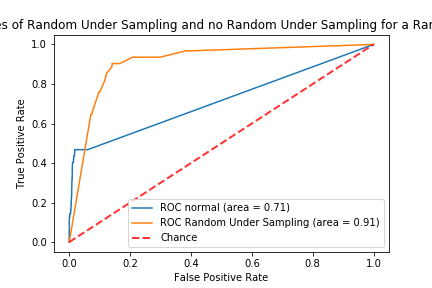 es of Random Under Sampling and no Random Under Sampling for a Ran
True Positive Rate
1.0
0.8
0.6
0.4
0.2
0.0
ROC normal (area = 0.71)
ROC Random Under Sampling (area = 0.91)
Chance
0.0 0.2 0.4 0.6 0.8 1.0
False Positive Rate